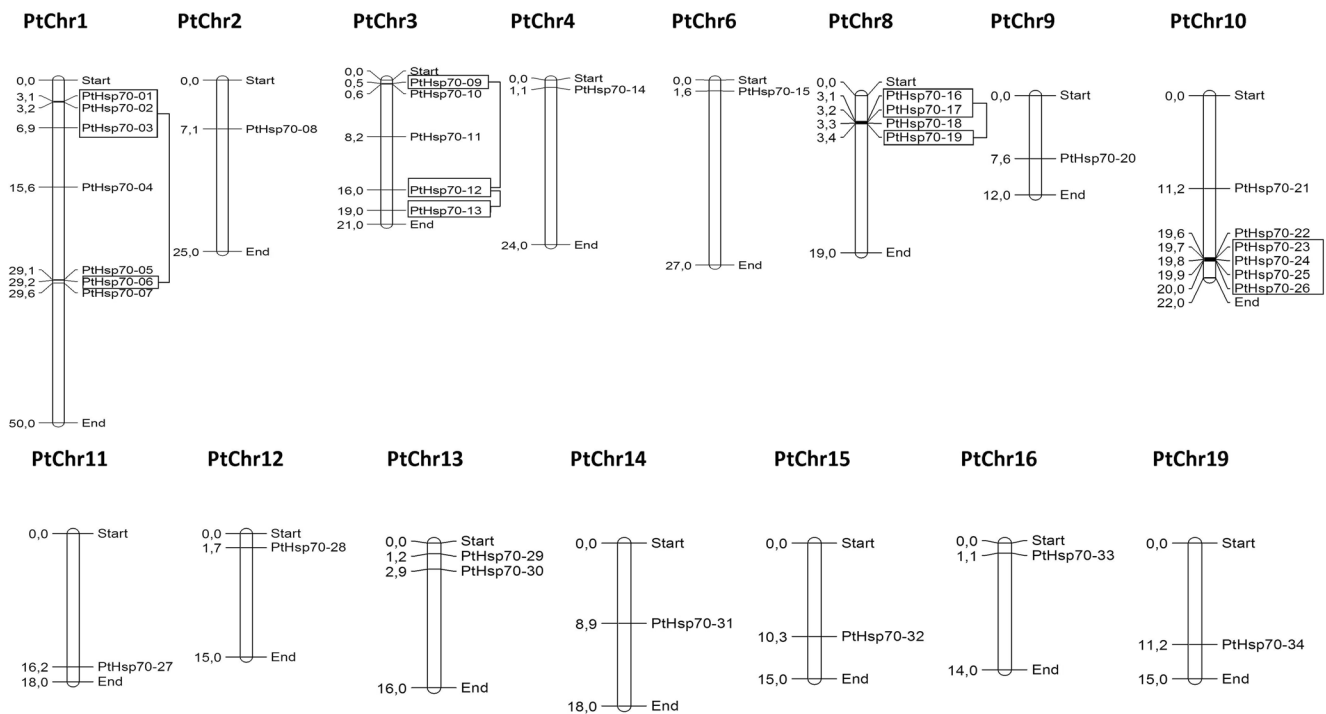 PtChr1
0,0 Start
3,1 PtHsp70-01
3,2 PtHsp70-02
6,9 PtHsp70-03
15,6 PtHsp70-04
29,1 PtHsp70-05
29,2 PtHsp70-06
29,6 PtHsp70-07
50,0 End
PtChr2
0,0 Start
7,1 PtHsp70-08
25,0 End
PtChr3
0,0 Start
0,5 PtHsp70-09
0,6 PtHsp70-10
8,2 PtHsp70-11
16,0 PtHsp70-12
19,0 PtHsp70-13
21,0 End
PtChr4
0,0 Start
1,1 PtHsp70-14
24,0 End
PtChr6
0,0 Start
1,6 PtHsp70-15
27,0 End
PtChr8
0,0 Start
3,1 PtHsp70-16
3,2 PtHsp70-17
3,3 PtHsp70-18
3,4 PtHsp70-19
19,0 End
PtChr9
0,0 Start
7,6 PtHsp70-20
12,0 End
PtChr10
0,0 Start
11,2 PtHsp70-21
19,6 PtHsp70-22
19,7 PtHsp70-23
19,8 PtHsp70-24
19,9 PtHsp70-25
20,0 PtHsp70-26
22,0 End
PtChr11
0,0 Start
16,2 PtHsp70-27
18,0 End
PtChr12
0,0 Start
1,7 PtHsp70-28
15,0 End
PtChr13
0,0 Start
1,2 PtHsp70-29
2,9 PtHsp70-30
16,0 End
PtChr14
0,0 Start
8,9 PtHsp70-31
18,0 End
PtChr15
0,0 Start
10,3 PtHsp70-32
15,0 End
PtChr16
0,0 Start
1,1 PtHsp70-33
14,0 End
PtChr19
0,0 Start
11,2 PtHsp70-34
15,0 End